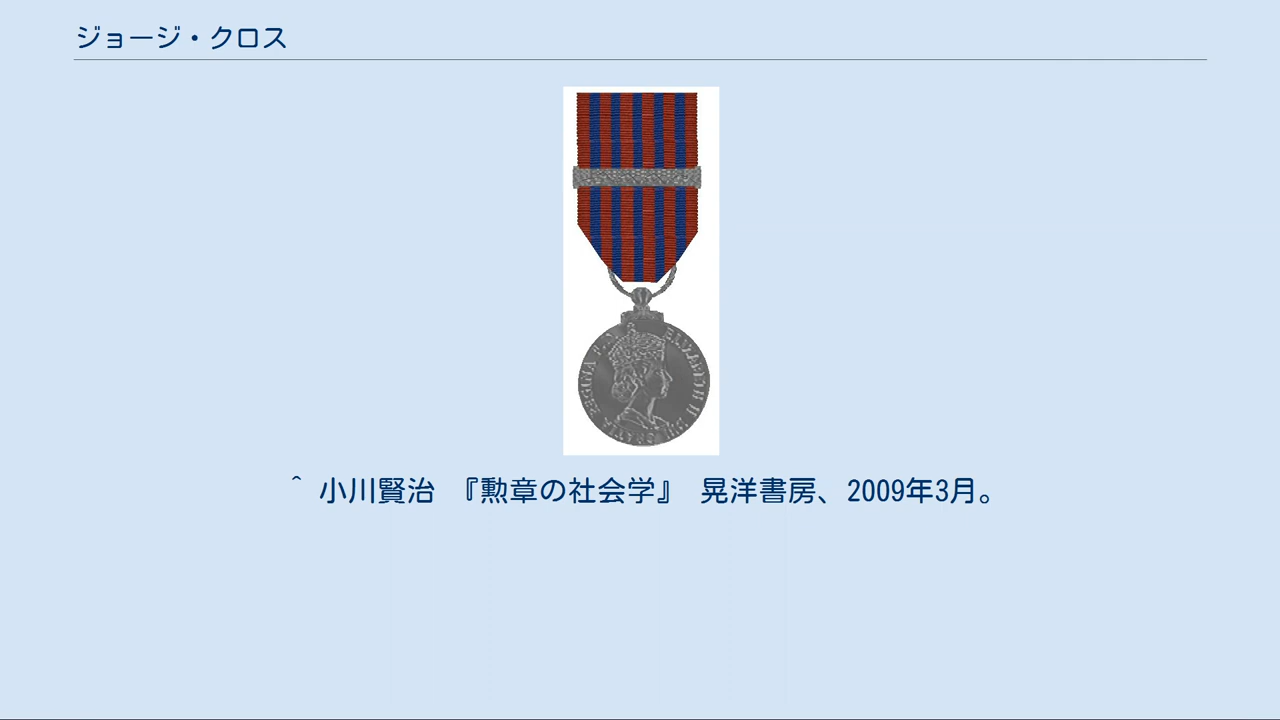 ジョージ・クロス
^ 小川賢治 『勲章の社会学』 晃洋書房、2009年3月。